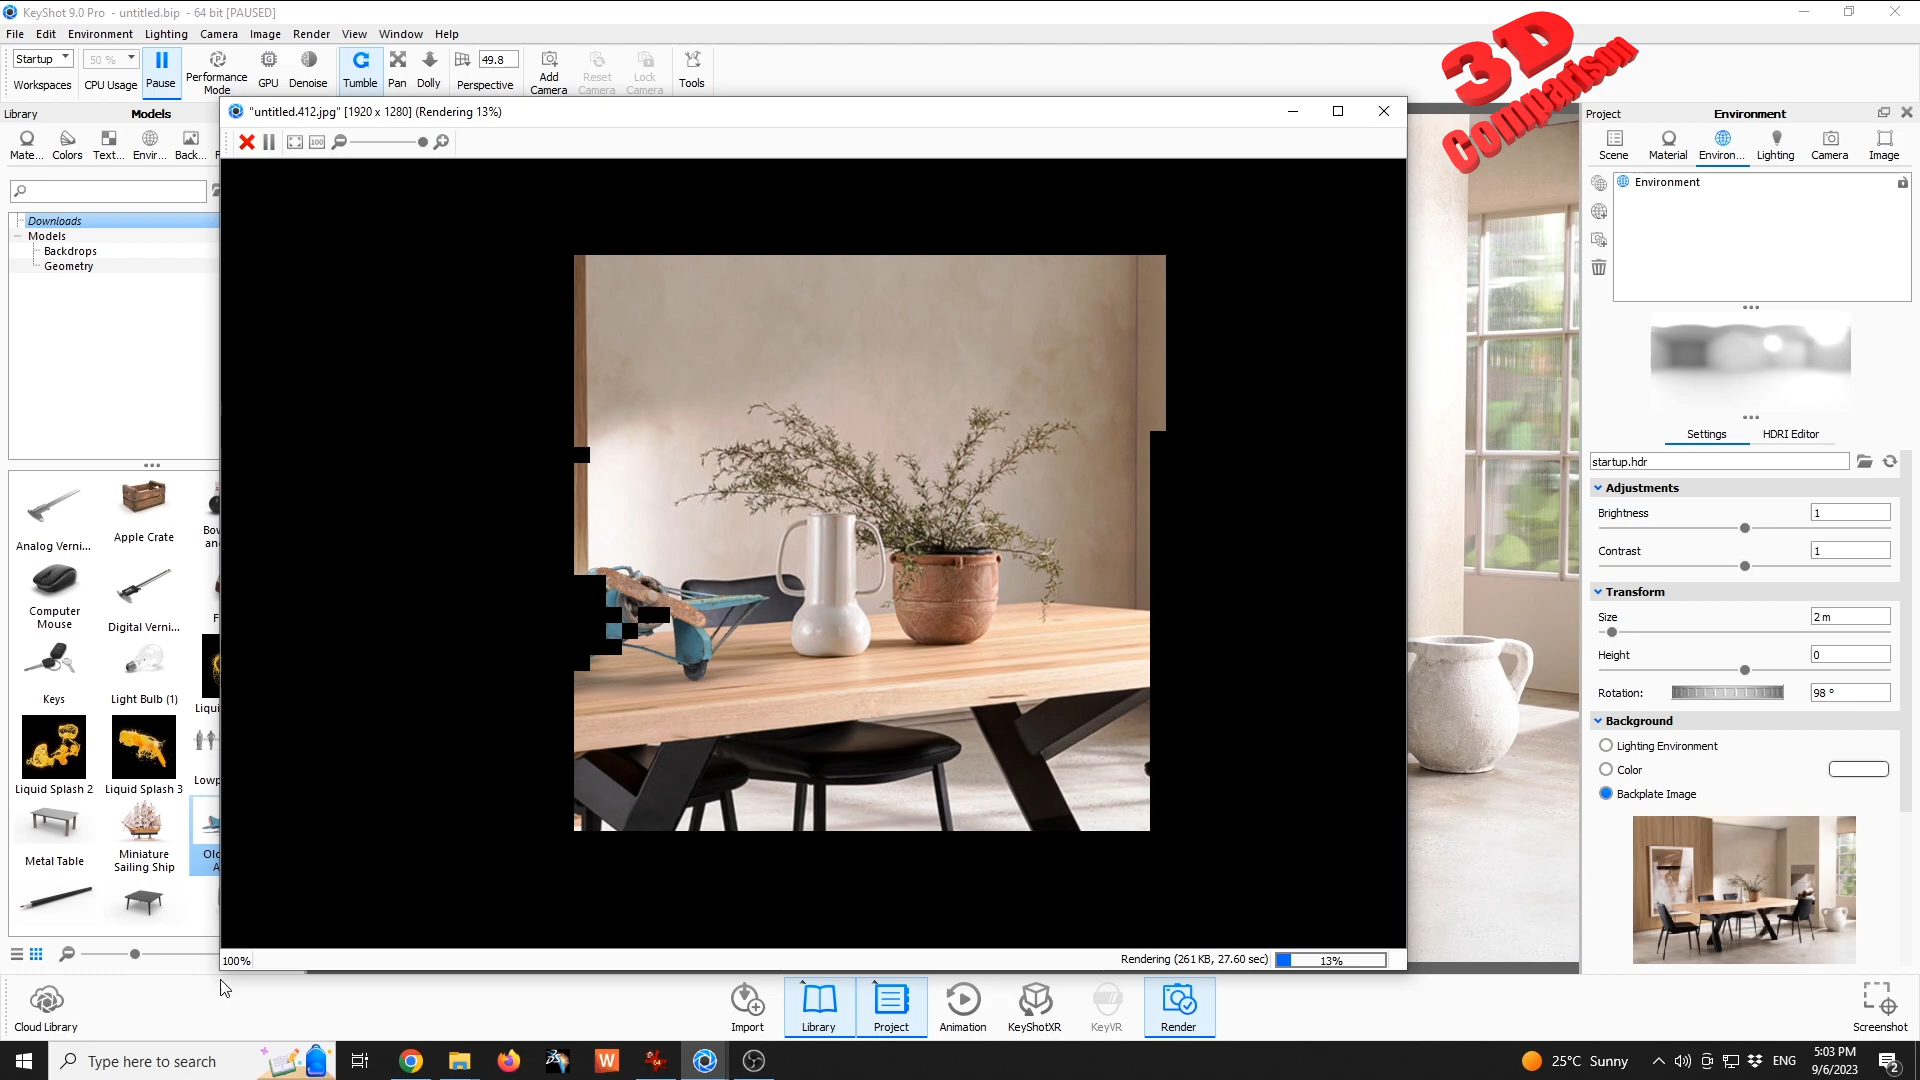 KeyShot 9.0 Pro - untitled.bip - 64 bit [PAUSED]
File Edit Environment Lighting Camera Image Render View Window Help
Startup 50 % 49.8
Workspaces CPU Usage Pause Performance Mode GPU Denoise Tumble Pan Dolly Perspective Add Camera Reset Camera Lock Camera Tools
3D
Comparison
Library Models
Mate... Colors Text... Envir... Back...
Downloads
Models
Backdrops
Geometry
Analog Verni... Apple Crate
Computer Mouse Digital Verni...
Keys Light Bulb (1)
Liquid Splash 2 Liquid Splash 3
Metal Table Miniature Sailing Ship
"untitled.412.jpg" [1920 x 1280] (Rendering 13%)
100
100%
Rendering (261 KB, 27.60 sec) 13%
Project Environment
Scene Material Environ... Lighting Camera Image
Environment
Settings HDRI Editor
startup.hdr
Adjustments
Brightness 1
Contrast 1
Transform
Size 2 m
Height 0
Rotation: 98 °
Background
Lighting Environment
Color
Backplate Image
Cloud Library Import Library Project Animation KeyShotXR KeyVR Render Screenshot
Type here to search
W
64
25°C Sunny
ENG
5:03 PM
9/6/2023
2